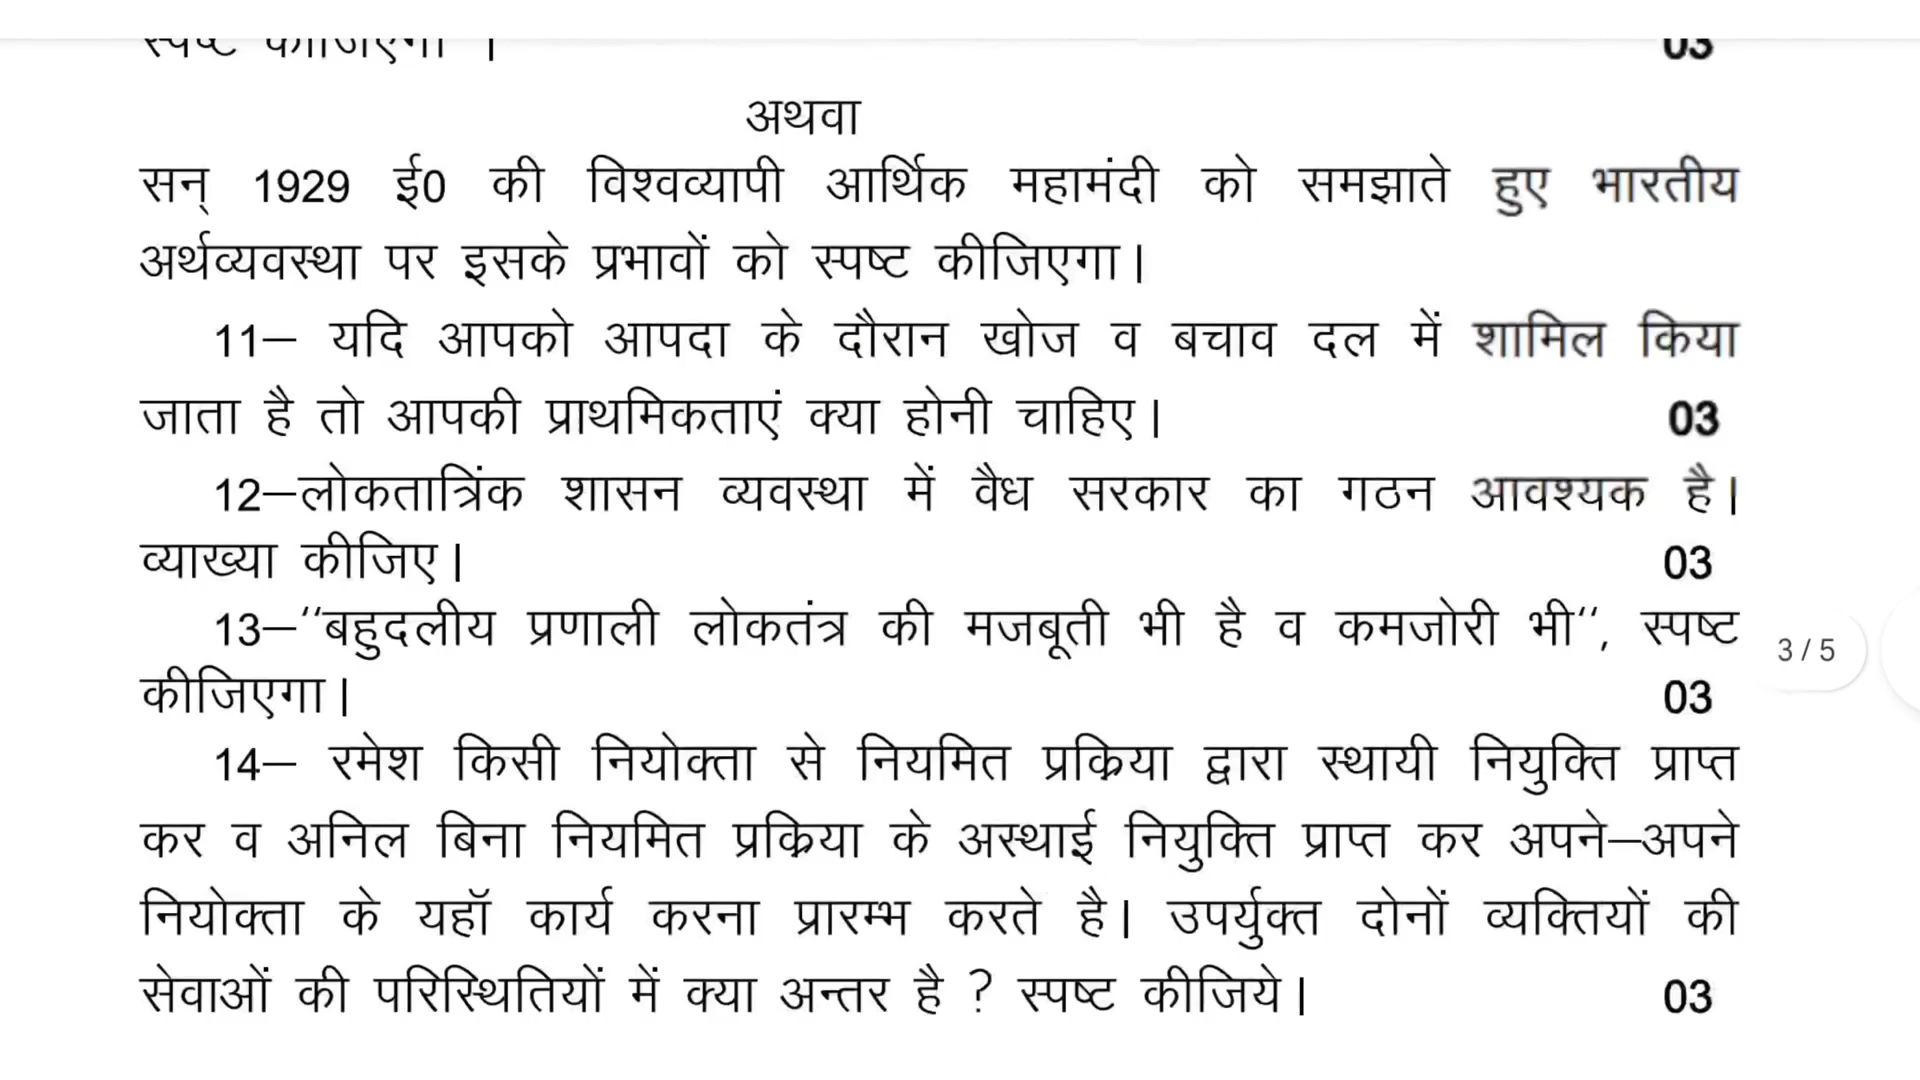 स्पष्ट कीजिएगा । 03
अथवा
सन् 1929 ई0 की विश्वव्यापी आर्थिक महामंदी को समझाते हुए भारतीय
अर्थव्यवस्था पर इसके प्रभावों को स्पष्ट कीजिएगा।
11– यदि आपको आपदा के दौरान खोज व बचाव दल में शामिल किया
जाता है तो आपकी प्राथमिकताएं क्या होनी चाहिए। 03
12–लोकतात्रिंक शासन व्यवस्था में वैध सरकार का गठन आवश्यक है।
व्याख्या कीजिए। 03
13–‘‘बहुदलीय प्रणाली लोकतंत्र की मजबूती भी है व कमजोरी भी‘‘, स्पष्ट
कीजिएगा। 03
3 / 5
14– रमेश किसी नियोक्ता से नियमित प्रक्रिया द्वारा स्थायी नियुक्ति प्राप्त
कर व अनिल बिना नियमित प्रक्रिया के अस्थाई नियुक्ति प्राप्त कर अपने–अपने
नियोक्ता के यहॉ कार्य करना प्रारम्भ करते है। उपर्युक्त दोनों व्यक्तियों की
सेवाओं की परिस्थितियों में क्या अन्तर है ? स्पष्ट कीजिये। 03